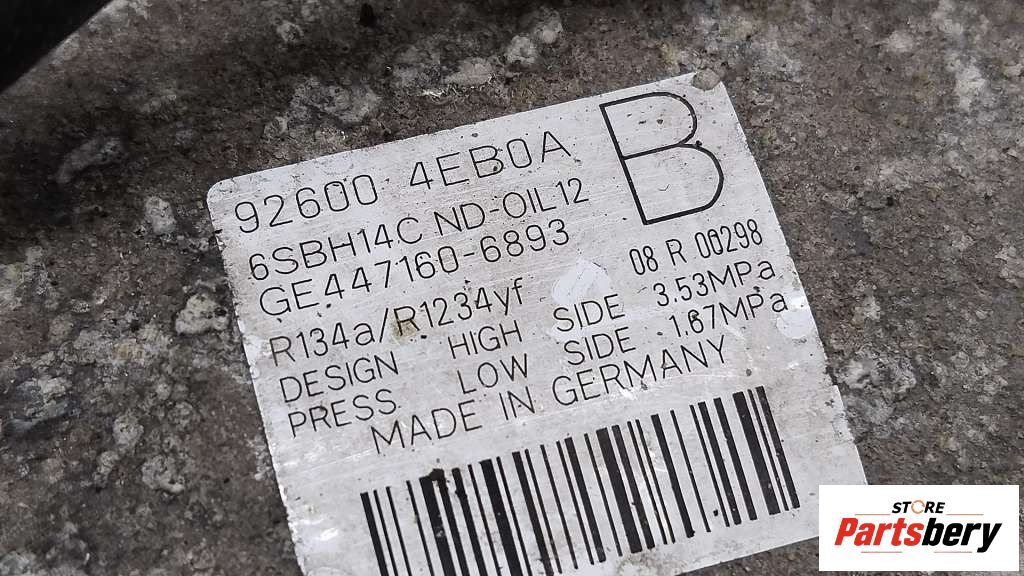 92600 4EB0A
B
6SBH14C ND-OIL12
GE447160-6893
08 R 00298
R134a/R1234yf
DESIGN HIGH SIDE 3.53MPa
PRESS LOW SIDE 1.67MPa
MADE IN GERMANY
STORE
Partsbery